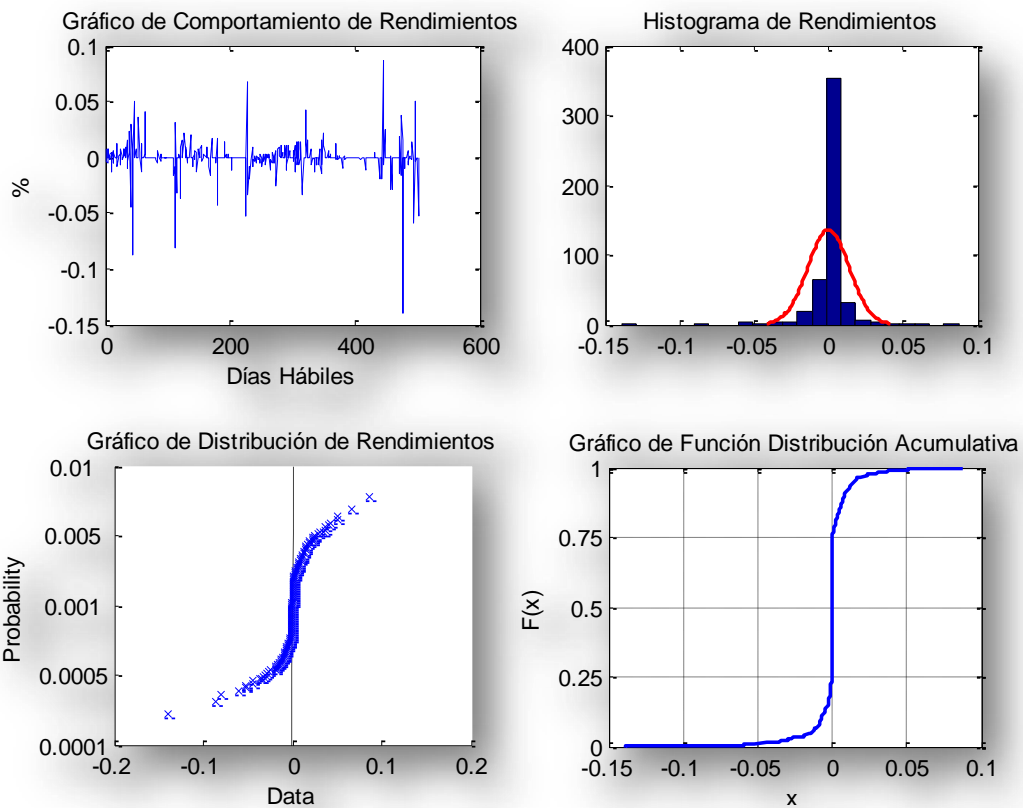 Gráfico de Comportamiento de Rendimientos
0.1
0.05
0
-0.05
-0.1
-0.15
%
0 200 400 600
Días Hábiles
Histograma de Rendimientos
400
300
200
100
0
-0.15 -0.1 -0.05 0 0.05 0.1
Gráfico de Distribución de Rendimientos
0.01
0.005
0.001
0.0005
0.0001
Probability
-0.2 -0.1 0 0.1 0.2
Data
Gráfico de Función Distribución Acumulativa
1
0.75
0.5
0.25
0
F(x)
-0.15 -0.1 -0.05 0 0.05 0.1
x